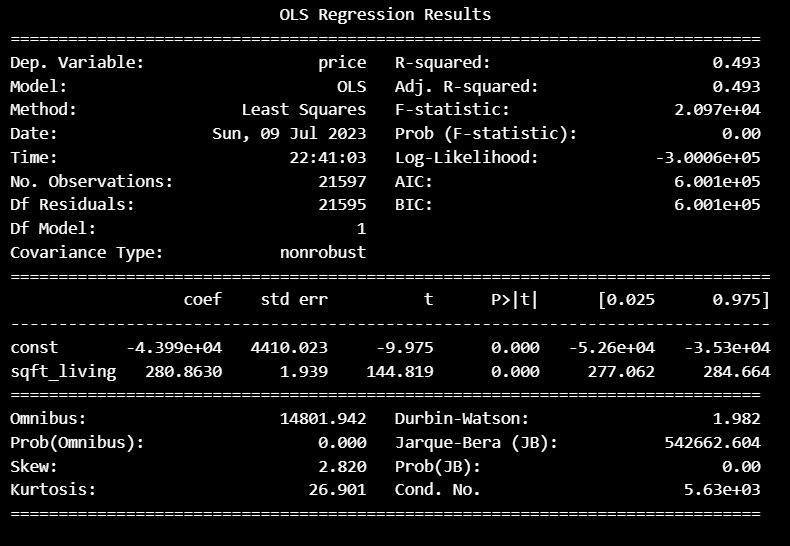 OLS Regression Results
==============================================================================
Dep. Variable:                  price   R-squared:                       0.493
Model:                            OLS   Adj. R-squared:                  0.493
Method:                 Least Squares   F-statistic:                 2.097e+04
Date:                Sun, 09 Jul 2023   Prob (F-statistic):               0.00
Time:                        22:41:03   Log-Likelihood:            -3.0006e+05
No. Observations:               21597   AIC:                         6.001e+05
Df Residuals:                   21595   BIC:                         6.001e+05
Df Model:                           1
Covariance Type:            nonrobust
===============================================================================
                  coef    std err          t      P>|t|      [0.025      0.975]
-------------------------------------------------------------------------------
const       -4.399e+04   4410.023     -9.975      0.000   -5.26e+04   -3.53e+04
sqft_living   280.8630      1.939    144.819      0.000     277.062     284.664
==============================================================================
Omnibus:                    14801.942   Durbin-Watson:                   1.982
Prob(Omnibus):                  0.000   Jarque-Bera (JB):           542662.604
Skew:                           2.820   Prob(JB):                         0.00
Kurtosis:                      26.901   Cond. No.                     5.63e+03
==============================================================================